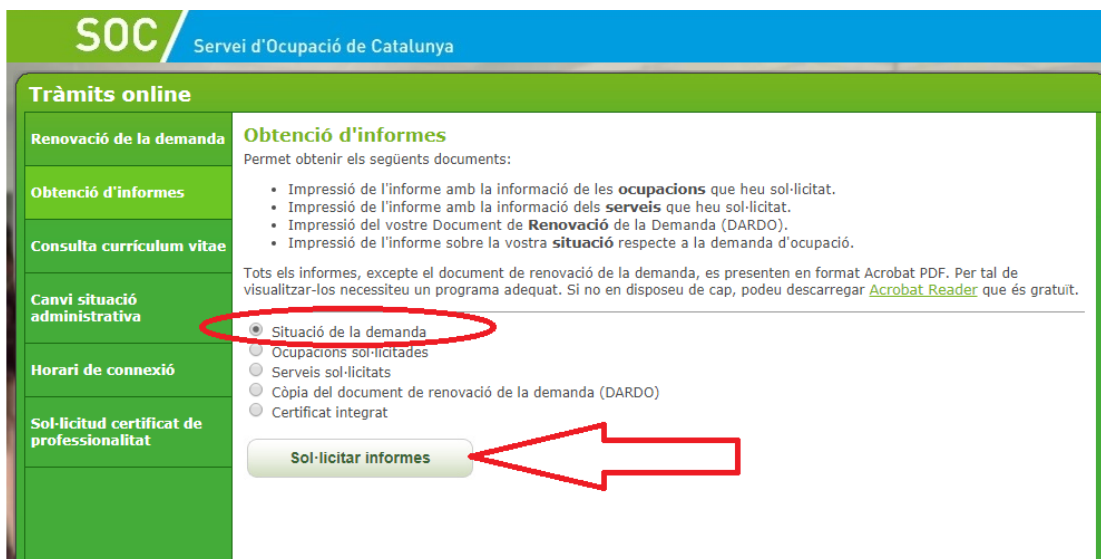 SOC Servei d'Ocupació de Catalunya
Tràmits online
Renovació de la demanda
Obtenció d'informes
Consulta currículum vitae
Canvi situació
administrativa
Horari de connexió
Sol·licitud certificat de
professionalitat
Obtenció d'informes
Permet obtenir els següents documents:
• Impressió de l'informe amb la informació de les ocupacions que heu sol·licitat.
• Impressió de l'informe amb la informació dels serveis que heu sol·licitat.
• Impressió del vostre Document de Renovació de la Demanda (DARDO).
• Impressió de l'informe sobre la vostra situació respecte a la demanda d'ocupació.
Tots els informes, excepte el document de renovació de la demanda, es presenten en format Acrobat PDF. Per tal de
visualitzar-los necessiteu un programa adequat. Si no en disposeu de cap, podeu descarregar Acrobat Reader que és gratuït.
Situació de la demanda
Ocupacions sol·licitades
Serveis sol·licitats
Còpia del document de renovació de la demanda (DARDO)
Certificat integrat
Sol·licitar informes